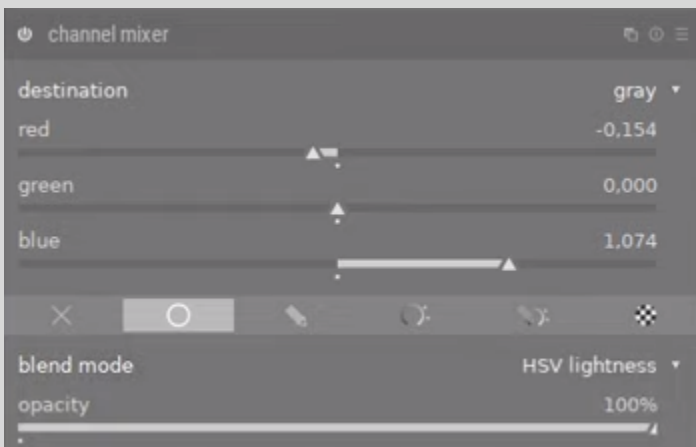 channel mixer
destination gray
red -0,154
green 0,000
blue 1,074
blend mode HSV lightness
opacity 100%